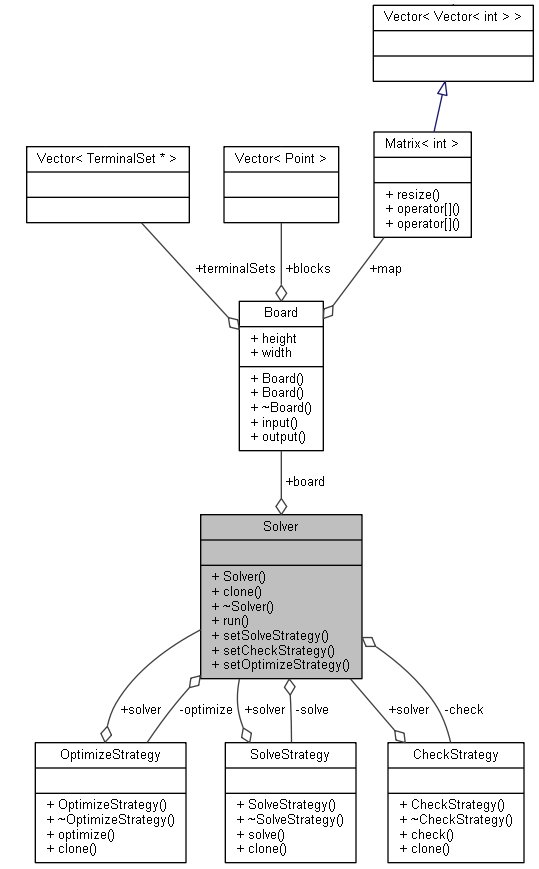 Vector< Vector< int > >
Vector< TerminalSet * >
Vector< Point >
Matrix< int >
+ resize()
+ operator[]()
+ operator[]()
+terminalSets
+blocks
+map
Board
+ height
+ width
+ Board()
+ Board()
+ ~Board()
+ input()
+ output()
+board
Solver
+ Solver()
+ clone()
+ ~Solver()
+ run()
+ setSolveStrategy()
+ setCheckStrategy()
+ setOptimizeStrategy()
+solver
-optimize
+solver
-solve
+solver
-check
OptimizeStrategy
+ OptimizeStrategy()
+ ~OptimizeStrategy()
+ optimize()
+ clone()
SolveStrategy
+ SolveStrategy()
+ ~SolveStrategy()
+ solve()
+ clone()
CheckStrategy
+ CheckStrategy()
+ ~CheckStrategy()
+ check()
+ clone()